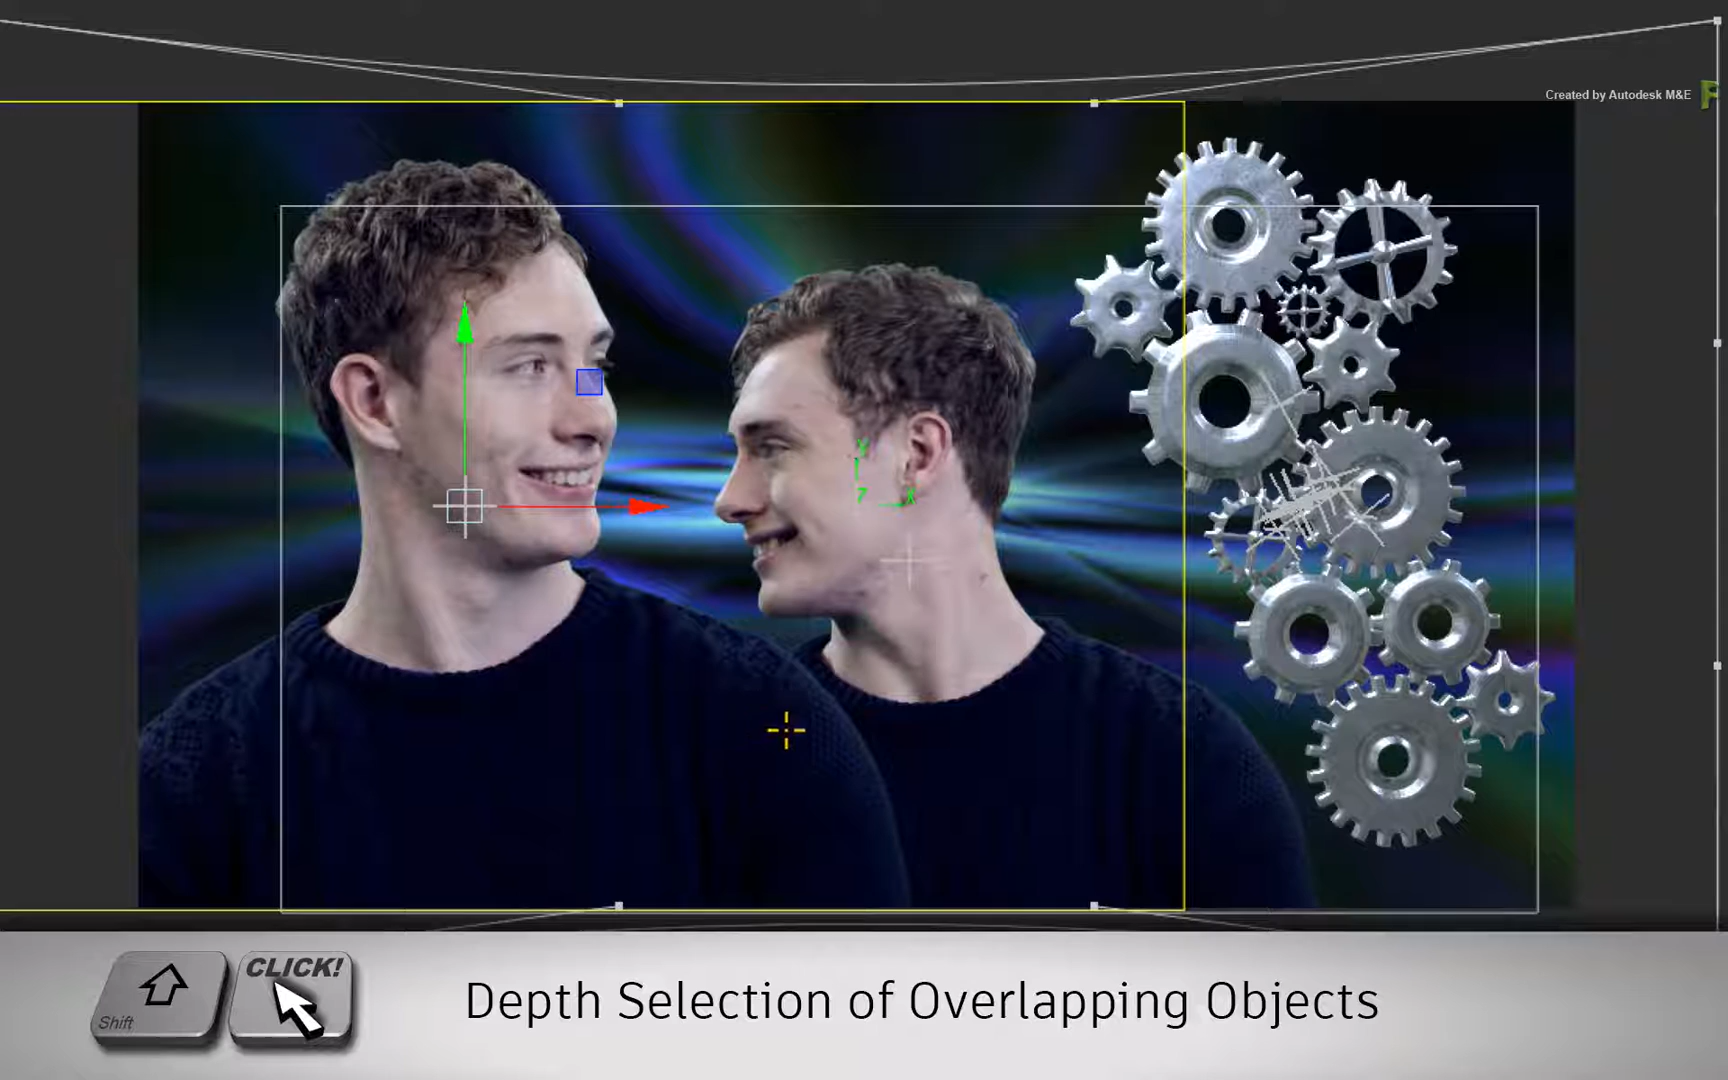 Created by Autodesk M&E
Y
Z X
CLICK!
Shift
Depth Selection of Overlapping Objects